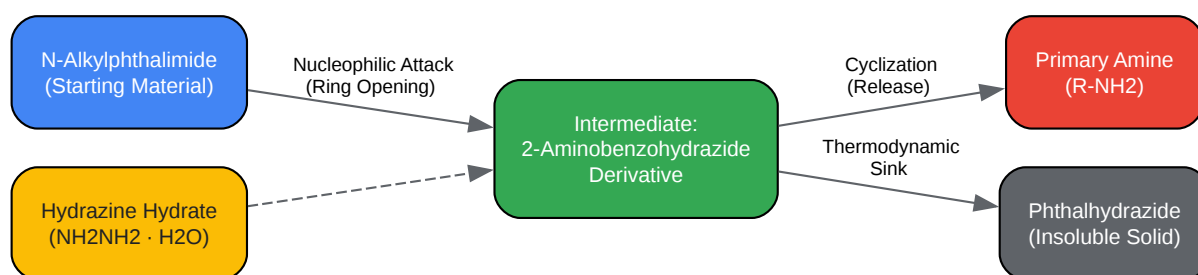 N-Alkylphthalimide
(Starting Material)
Nucleophilic Attack
(Ring Opening)
Hydrazine Hydrate
(NH2NH2 · H2O)
Intermediate:
2-Aminobenzohydrazide
Derivative
Cyclization
(Release)
Primary Amine
(R-NH2)
Thermodynamic
Sink
Phthalhydrazide
(Insoluble Solid)